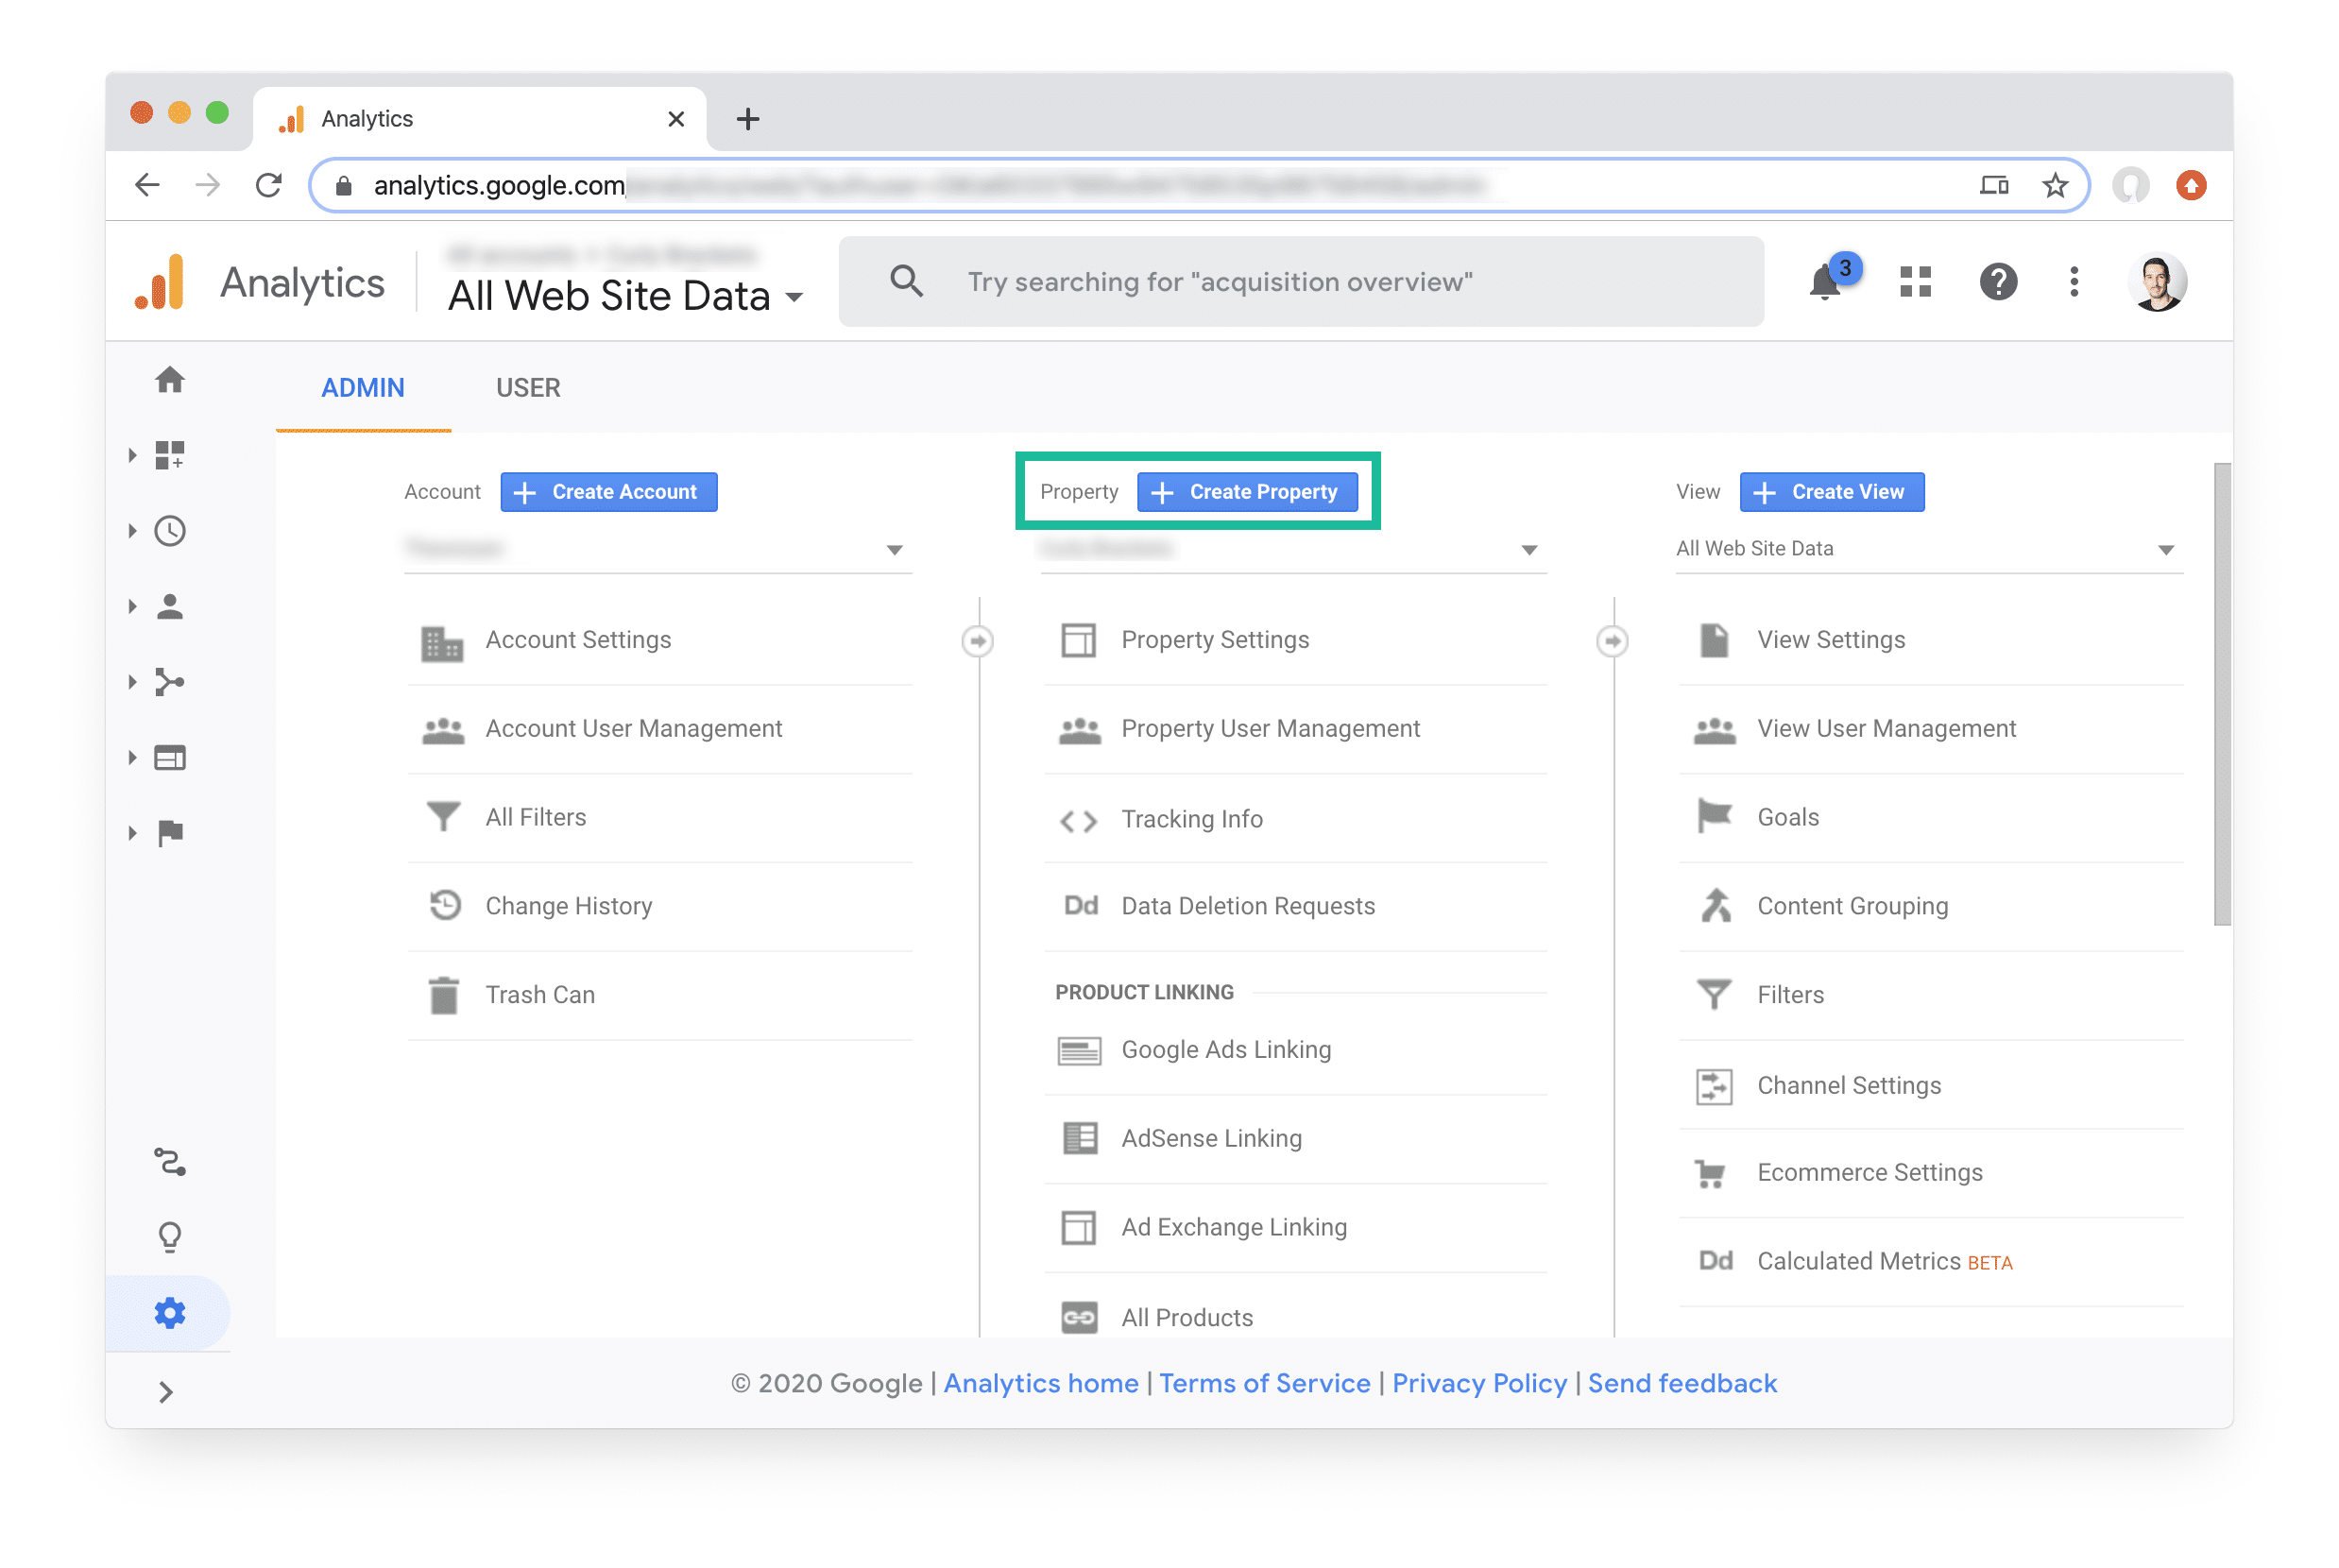 Analytics
analytics.google.com
Analytics
All Web Site Data
Try searching for "acquisition overview"
3
ADMIN
USER
Account
Create Account
Property
Create Property
View
Create View
All Web Site Data
Account Settings
Account User Management
All Filters
Change History
Trash Can
Property Settings
Property User Management
Tracking Info
Dd Data Deletion Requests
PRODUCT LINKING
Google Ads Linking
AdSense Linking
Ad Exchange Linking
All Products
View Settings
View User Management
Goals
Content Grouping
Filters
Channel Settings
Ecommerce Settings
Dd Calculated Metrics BETA
© 2020 Google | Analytics home | Terms of Service | Privacy Policy | Send feedback